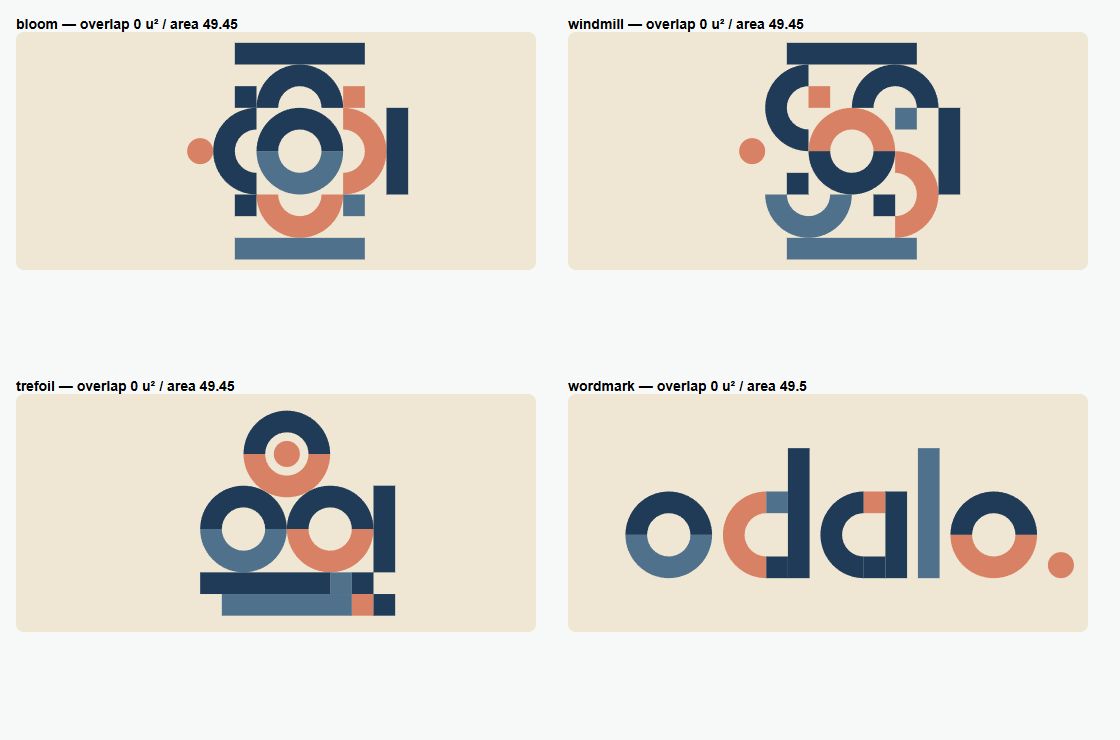 bloom — overlap 0 u² / area 49.45
windmill — overlap 0 u² / area 49.45
trefoil — overlap 0 u² / area 49.45
wordmark — overlap 0 u² / area 49.5
odalo.